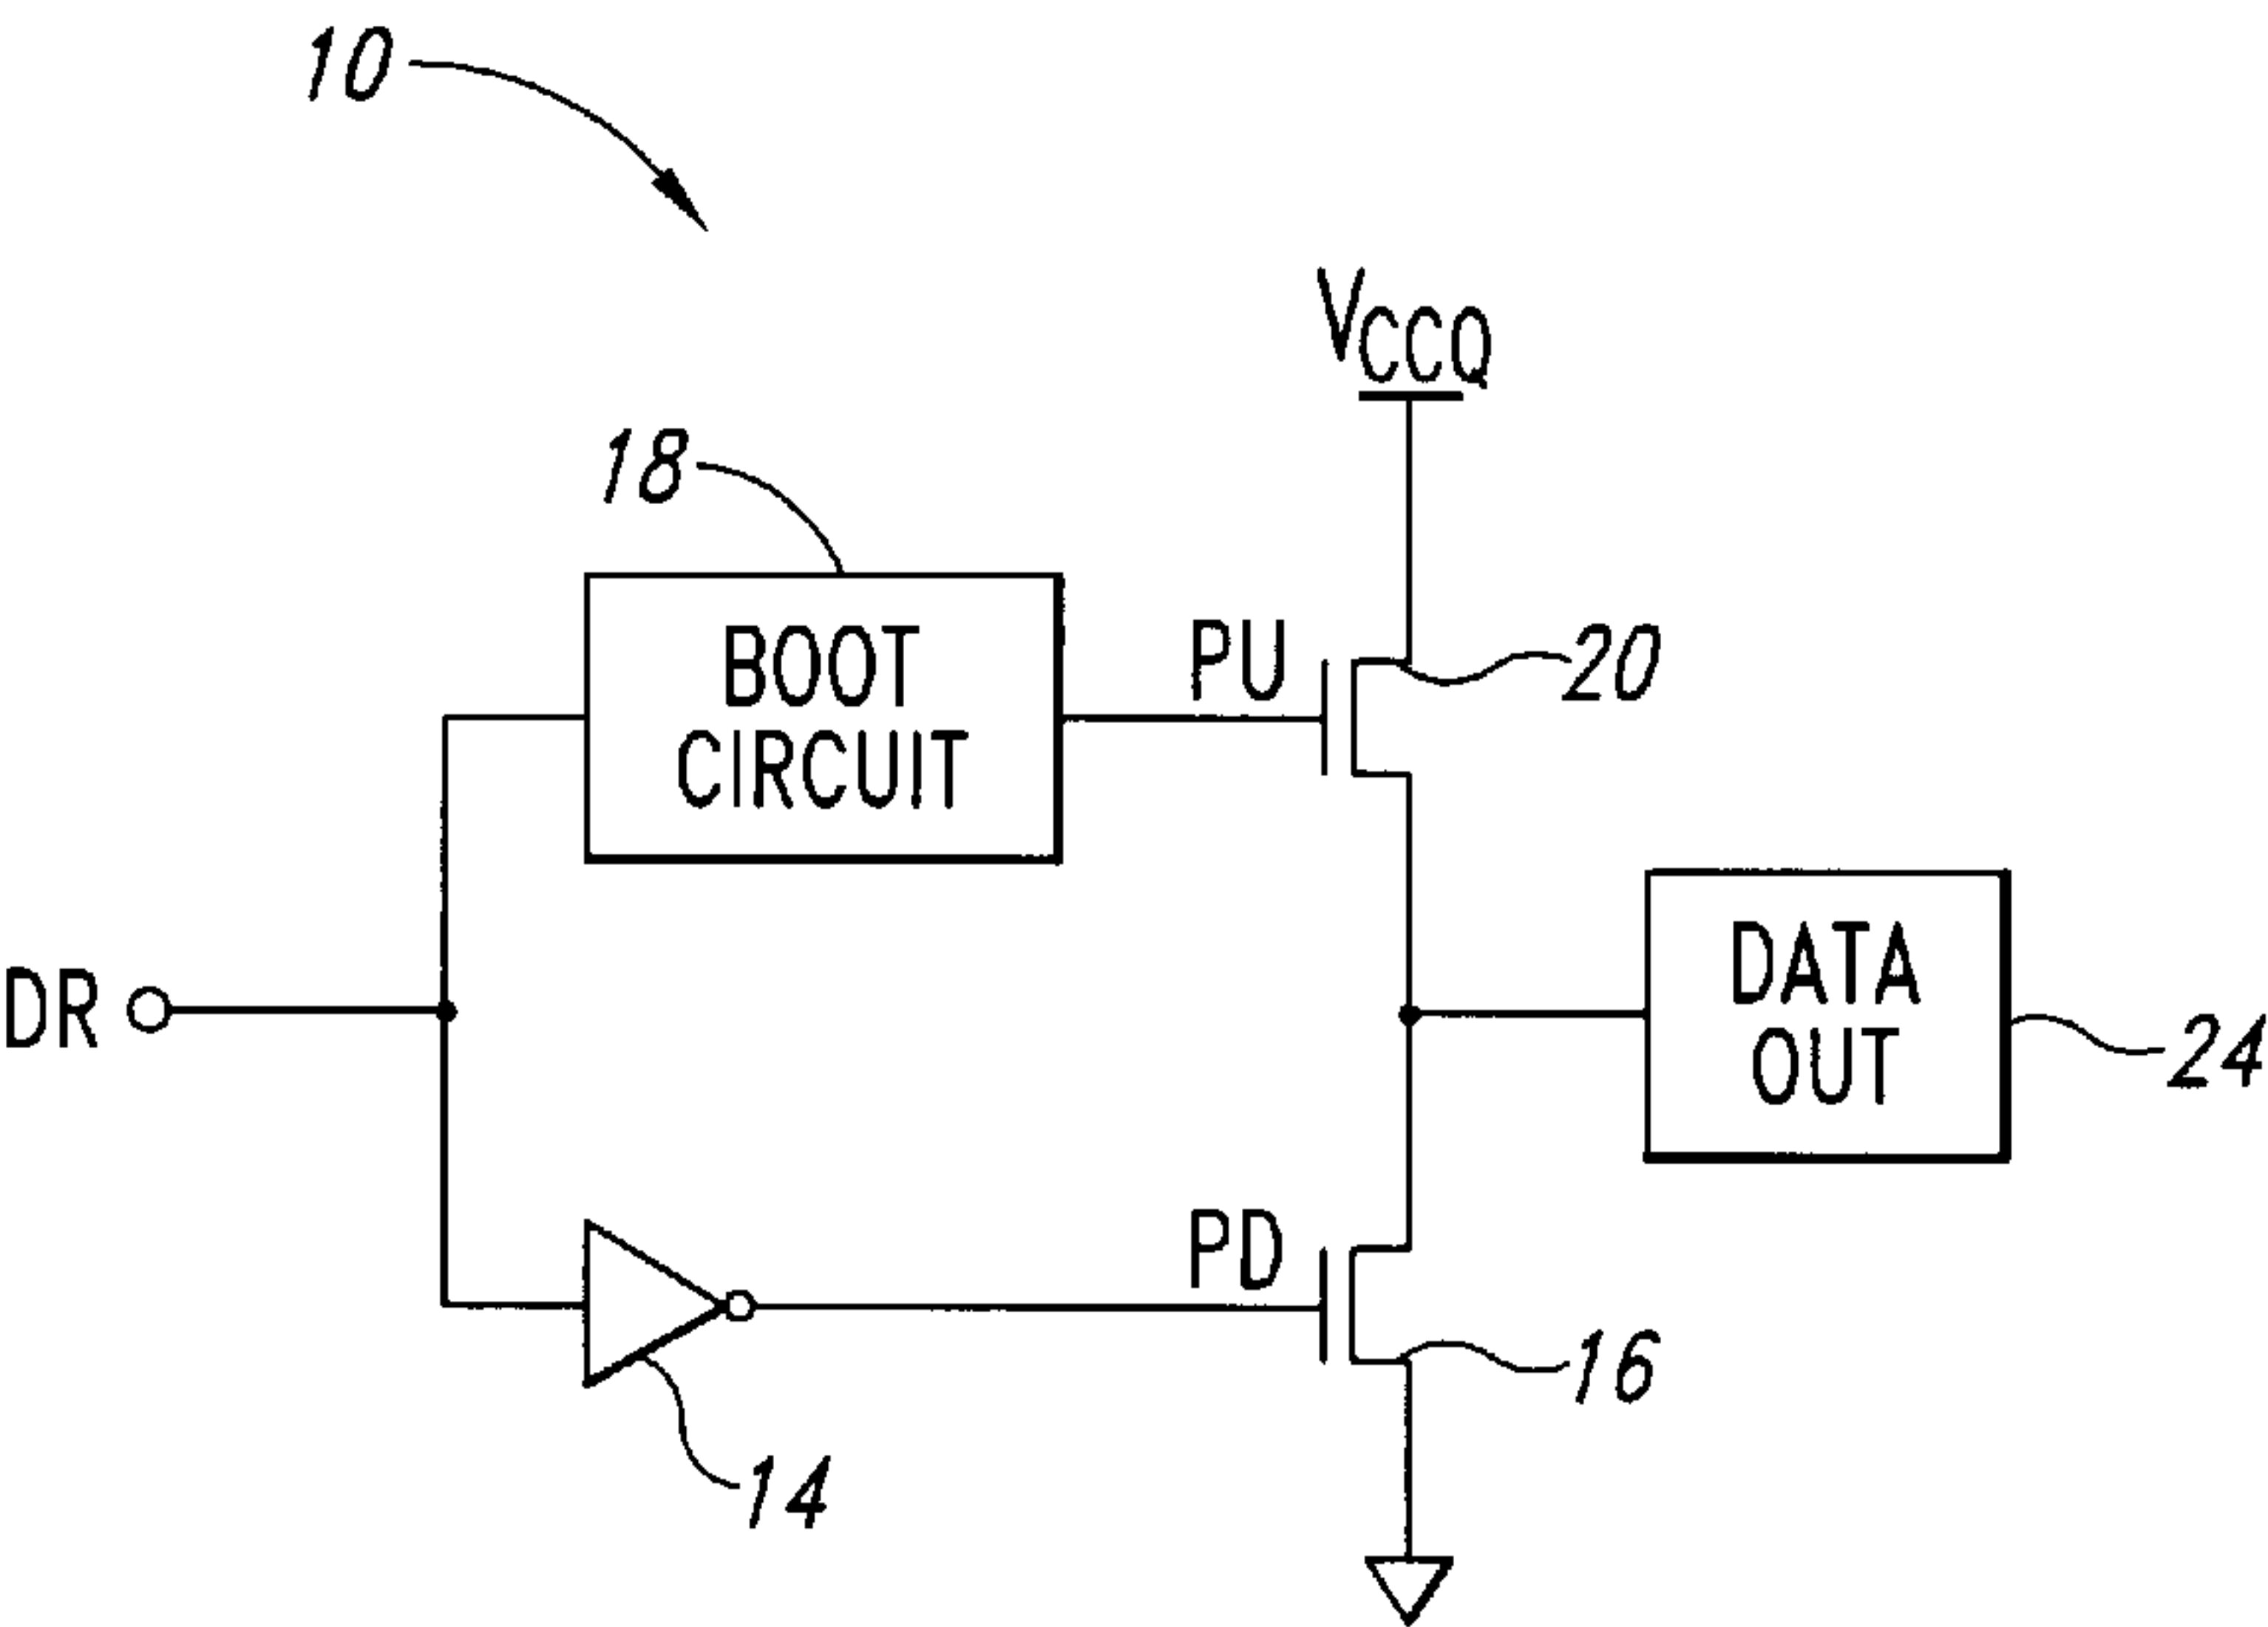 10
VCCQ
18
BOOT
CIRCUIT
PU
20
DR
DATA
OUT
24
PD
16
14